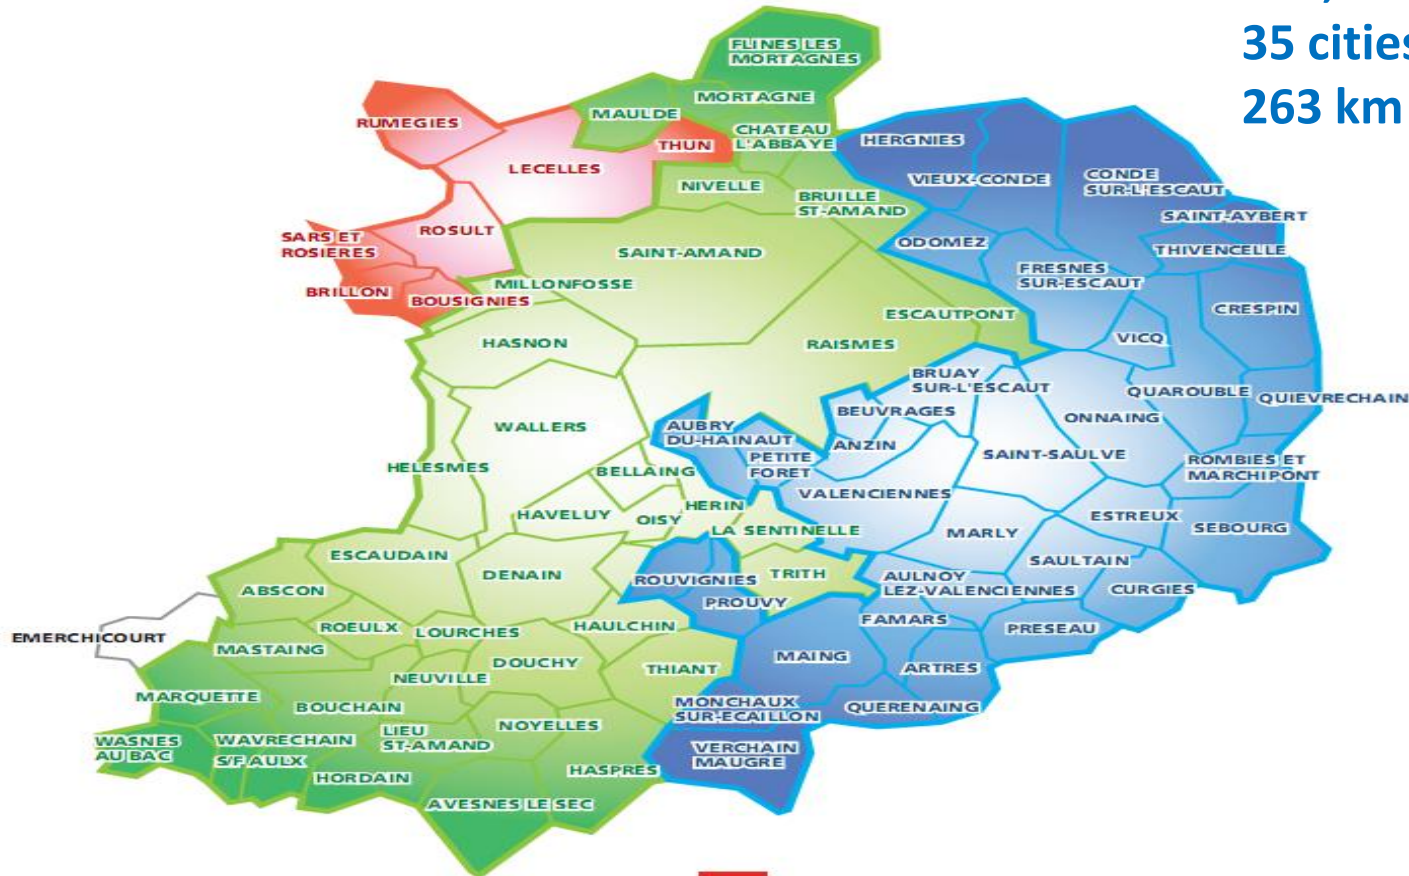 35 cities
263 km
FLINES LES
MORTAGNES
MORTAGNE
MAULDE
RUMEGIES
CHATEAU
L'ABBAYE
THUN
HERGNIES
LECELLES
NIVELLE
VIEUX-CONDE
CONDE
SUR-L'ESCAUT
BRUILLE
ST-AMAND
SAINT-AYBERT
ROSULT
SARS ET
ROSIERES
SAINT-AMAND
ODOMEZ
THIVENCELLE
FRESNES
SUR-ESCAUT
MILLONFOSSE
BRILLON
BOUSIGNIES
ESCAUTPONT
CRESPIN
HASNON
RAISMES
VICQ
BRUAY
SUR-L'ESCAUT
QUAROUBLE
QUIEVRECHAIN
BEUVRAGES
ONNAING
WALLERS
AUBRY
DU-HAINAUT
ANZIN
PETITE
FORET
SAINT-SAULVE
HELESMES
BELLAING
ROMBIES ET
MARCHIPONT
VALENCIENNES
HERIN
HAVELUY
OISY
LA SENTINELLE
MARLY
ESTREUX
SEBOURG
ESCAUDAIN
DENAIN
ROUVIGNIES
TRITH
AULNOY
LEZ-VALENCIENNES
SAULTAIN
CURGIES
ABSCON
PROUVY
FAMARS
PRESEAU
EMERCHICOURT
ROEULX
LOURCHES
HAULCHIN
MASTAING
DOUCHY
THIANT
MAING
ARTRES
NEUVILLE
MARQUETTE
BOUCHAIN
MONCHAUX
SUR-ECAILLON
QUERENAING
WASNES
AU BAC
WAVRECHAIN
S/F AULX
LIEU
ST-AMAND
NOYELLES
VERCHAIN
MAUGRE
HORDAIN
HASPRES
AVESNES LE SEC